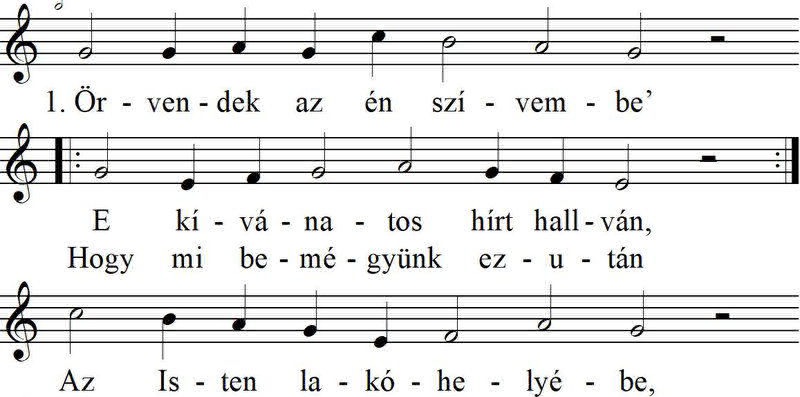 1. Ör - ven - dek az én szí - vem - be’
E kí - vá - na - tos hírt hall - ván,
Hogy mi be - mé - gyünk ez - u - tán
Az Is - ten la - kó - he - lyé - be,